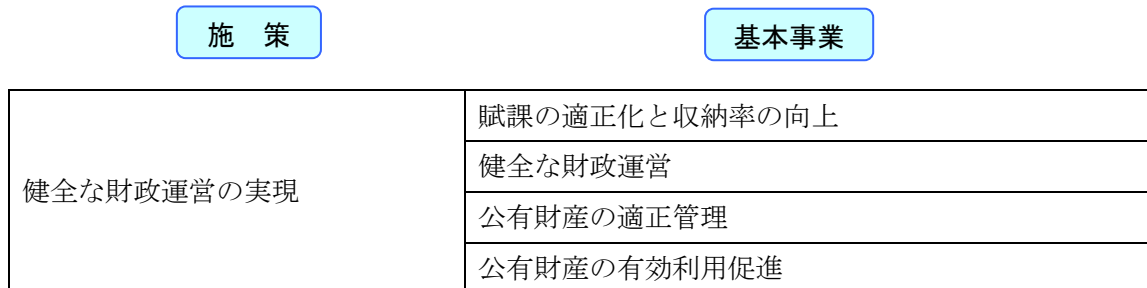 施　策
基本事業
健全な財政運営の実現
賦課の適正化と収納率の向上
健全な財政運営
公有財産の適正管理
公有財産の有効利用促進